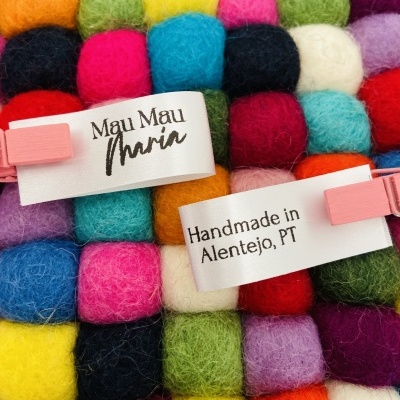 Mau Mau
Maria
Handmade in
Alentejo, PT